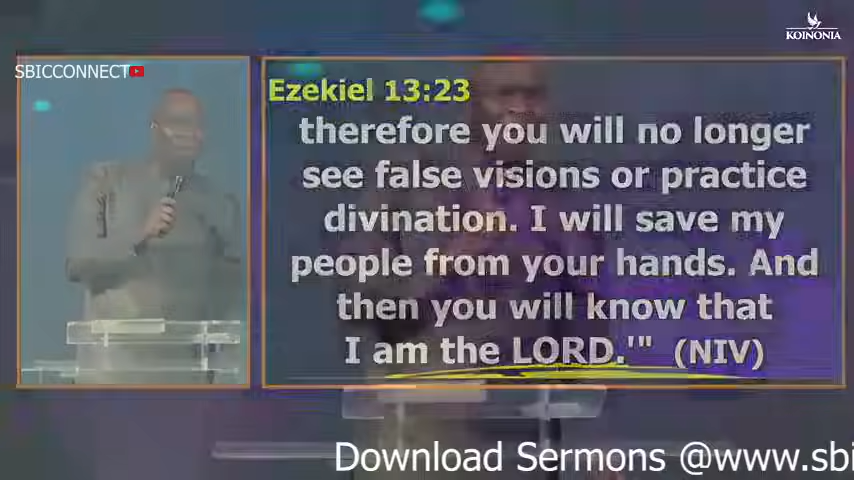 KOINONIA
SBICCONNECT
Ezekiel 13:23
therefore you will no longer
see false visions or practice
divination. I will save my
people from your hands. And
then you will know that
I am the LORD.'" (NIV)
Download Sermons @www.sbi